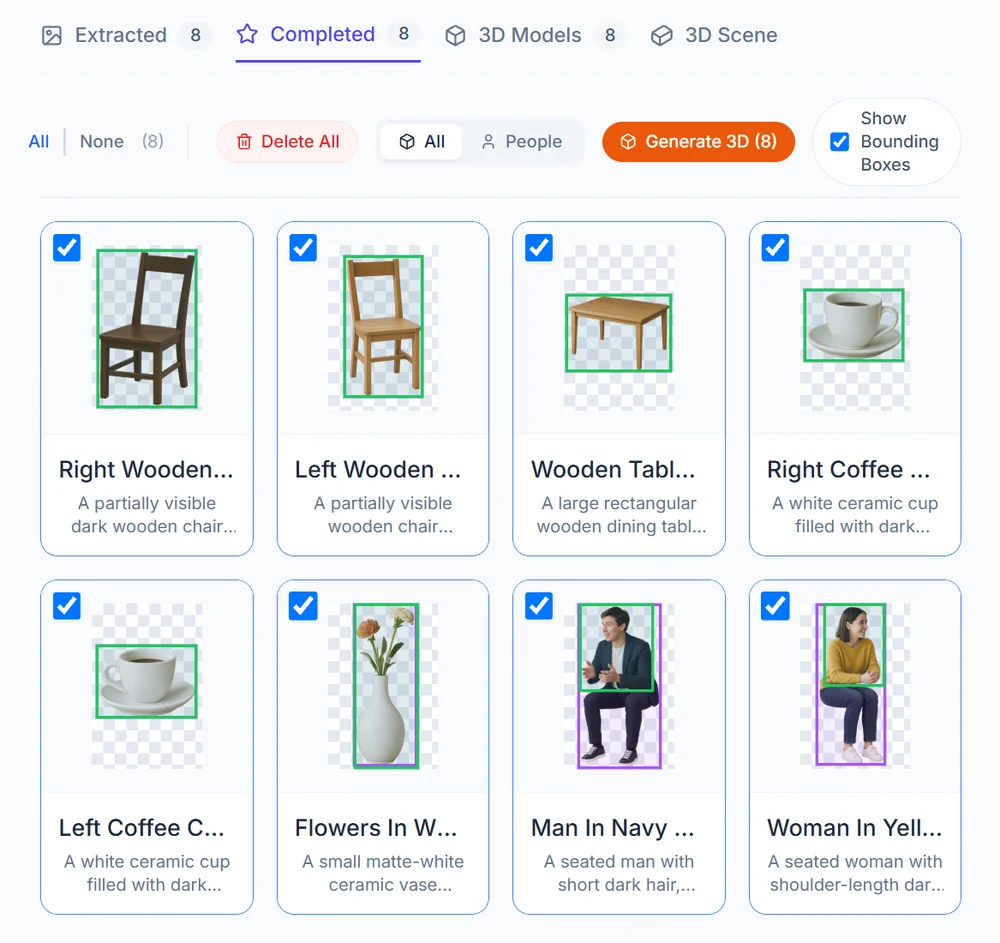 Extracted 8 Completed 8 3D Models 8 3D Scene
All None (8) Delete All All People Generate 3D (8) Show
Bounding
Boxes
Right Wooden... Left Wooden ... Wooden Tabl... Right Coffee ...
A partially visible
dark wooden chair...
A partially visible
wooden chair...
A large rectangular
wooden dining tabl...
A white ceramic cup
filled with dark...
Left Coffee C... Flowers In W... Man In Navy ... Woman In Yell...
A white ceramic cup
filled with dark...
A small matte-white
ceramic vase...
A seated man with
short dark hair,...
A seated woman with
shoulder-length dar...